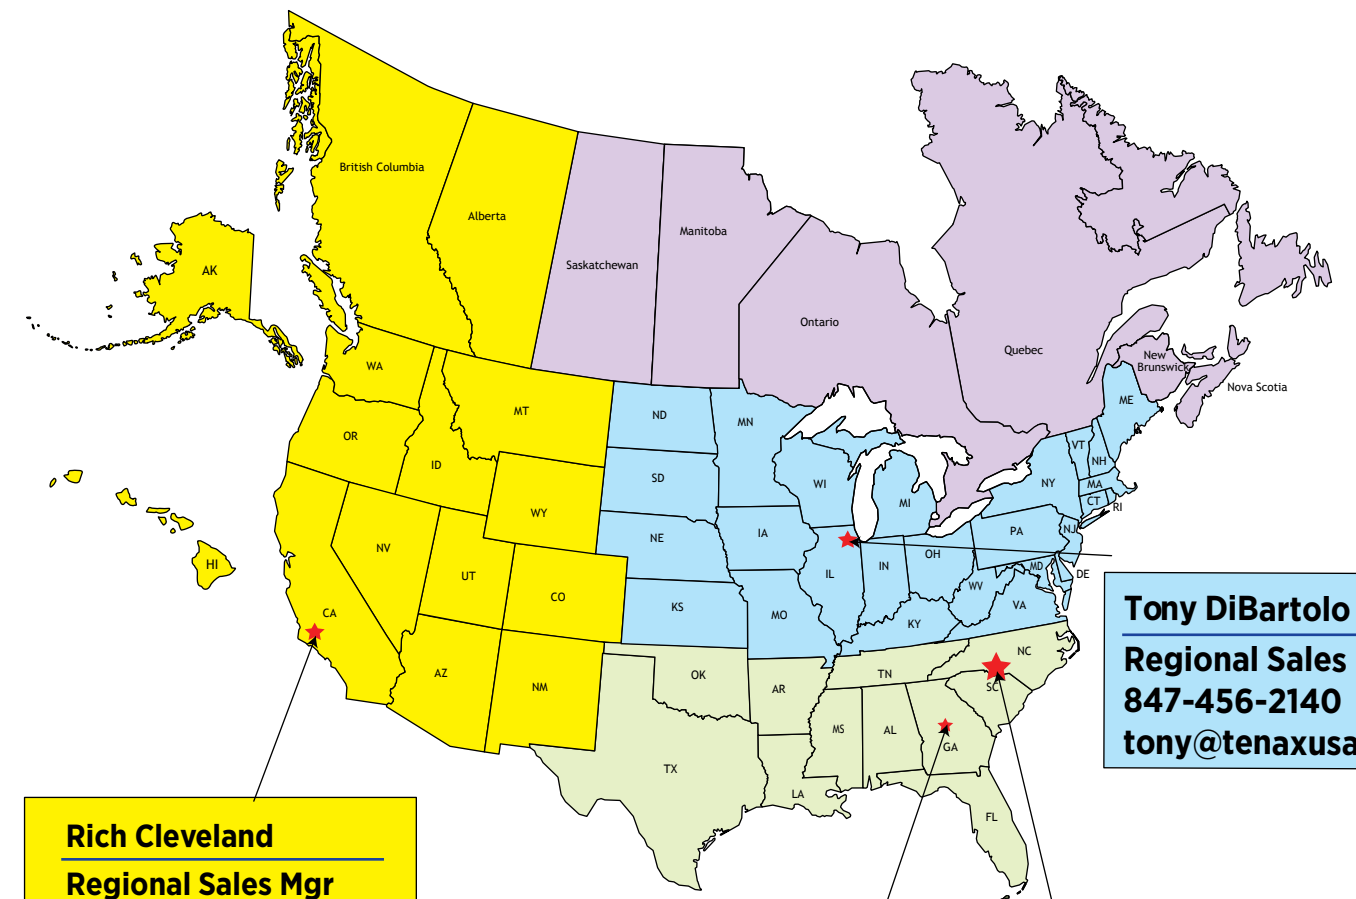 British Columbia
Alberta
Saskatchewan
Manitoba
Ontario
Quebec
New
Brunswick
Nova Scotia
AK
HI
WA
OR
ID
MT
WY
CA
NV
UT
CO
AZ
NM
ND
SD
NE
KS
MN
IA
MO
WI
IL
MI
IN
OH
KY
WV
VA
PA
NY
VT
NH
ME
MA
CT
RI
NJ
DE
MD
OK
TX
AR
LA
TN
MS
AL
GA
FL
SC
NC
Tony DiBartolo
Regional Sales
847-456-2140
tony@tenaxusa
Rich Cleveland
Regional Sales Mgr